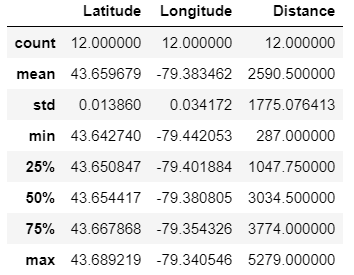 Latitude Longitude Distance
count 12.000000 12.000000 12.000000
mean 43.659679 -79.383462 2590.500000
std 0.013860 0.034172 1775.076413
min 43.642740 -79.442053 287.000000
25% 43.650847 -79.401884 1047.750000
50% 43.654417 -79.380805 3034.500000
75% 43.667868 -79.354326 3774.000000
max 43.689219 -79.340546 5279.000000